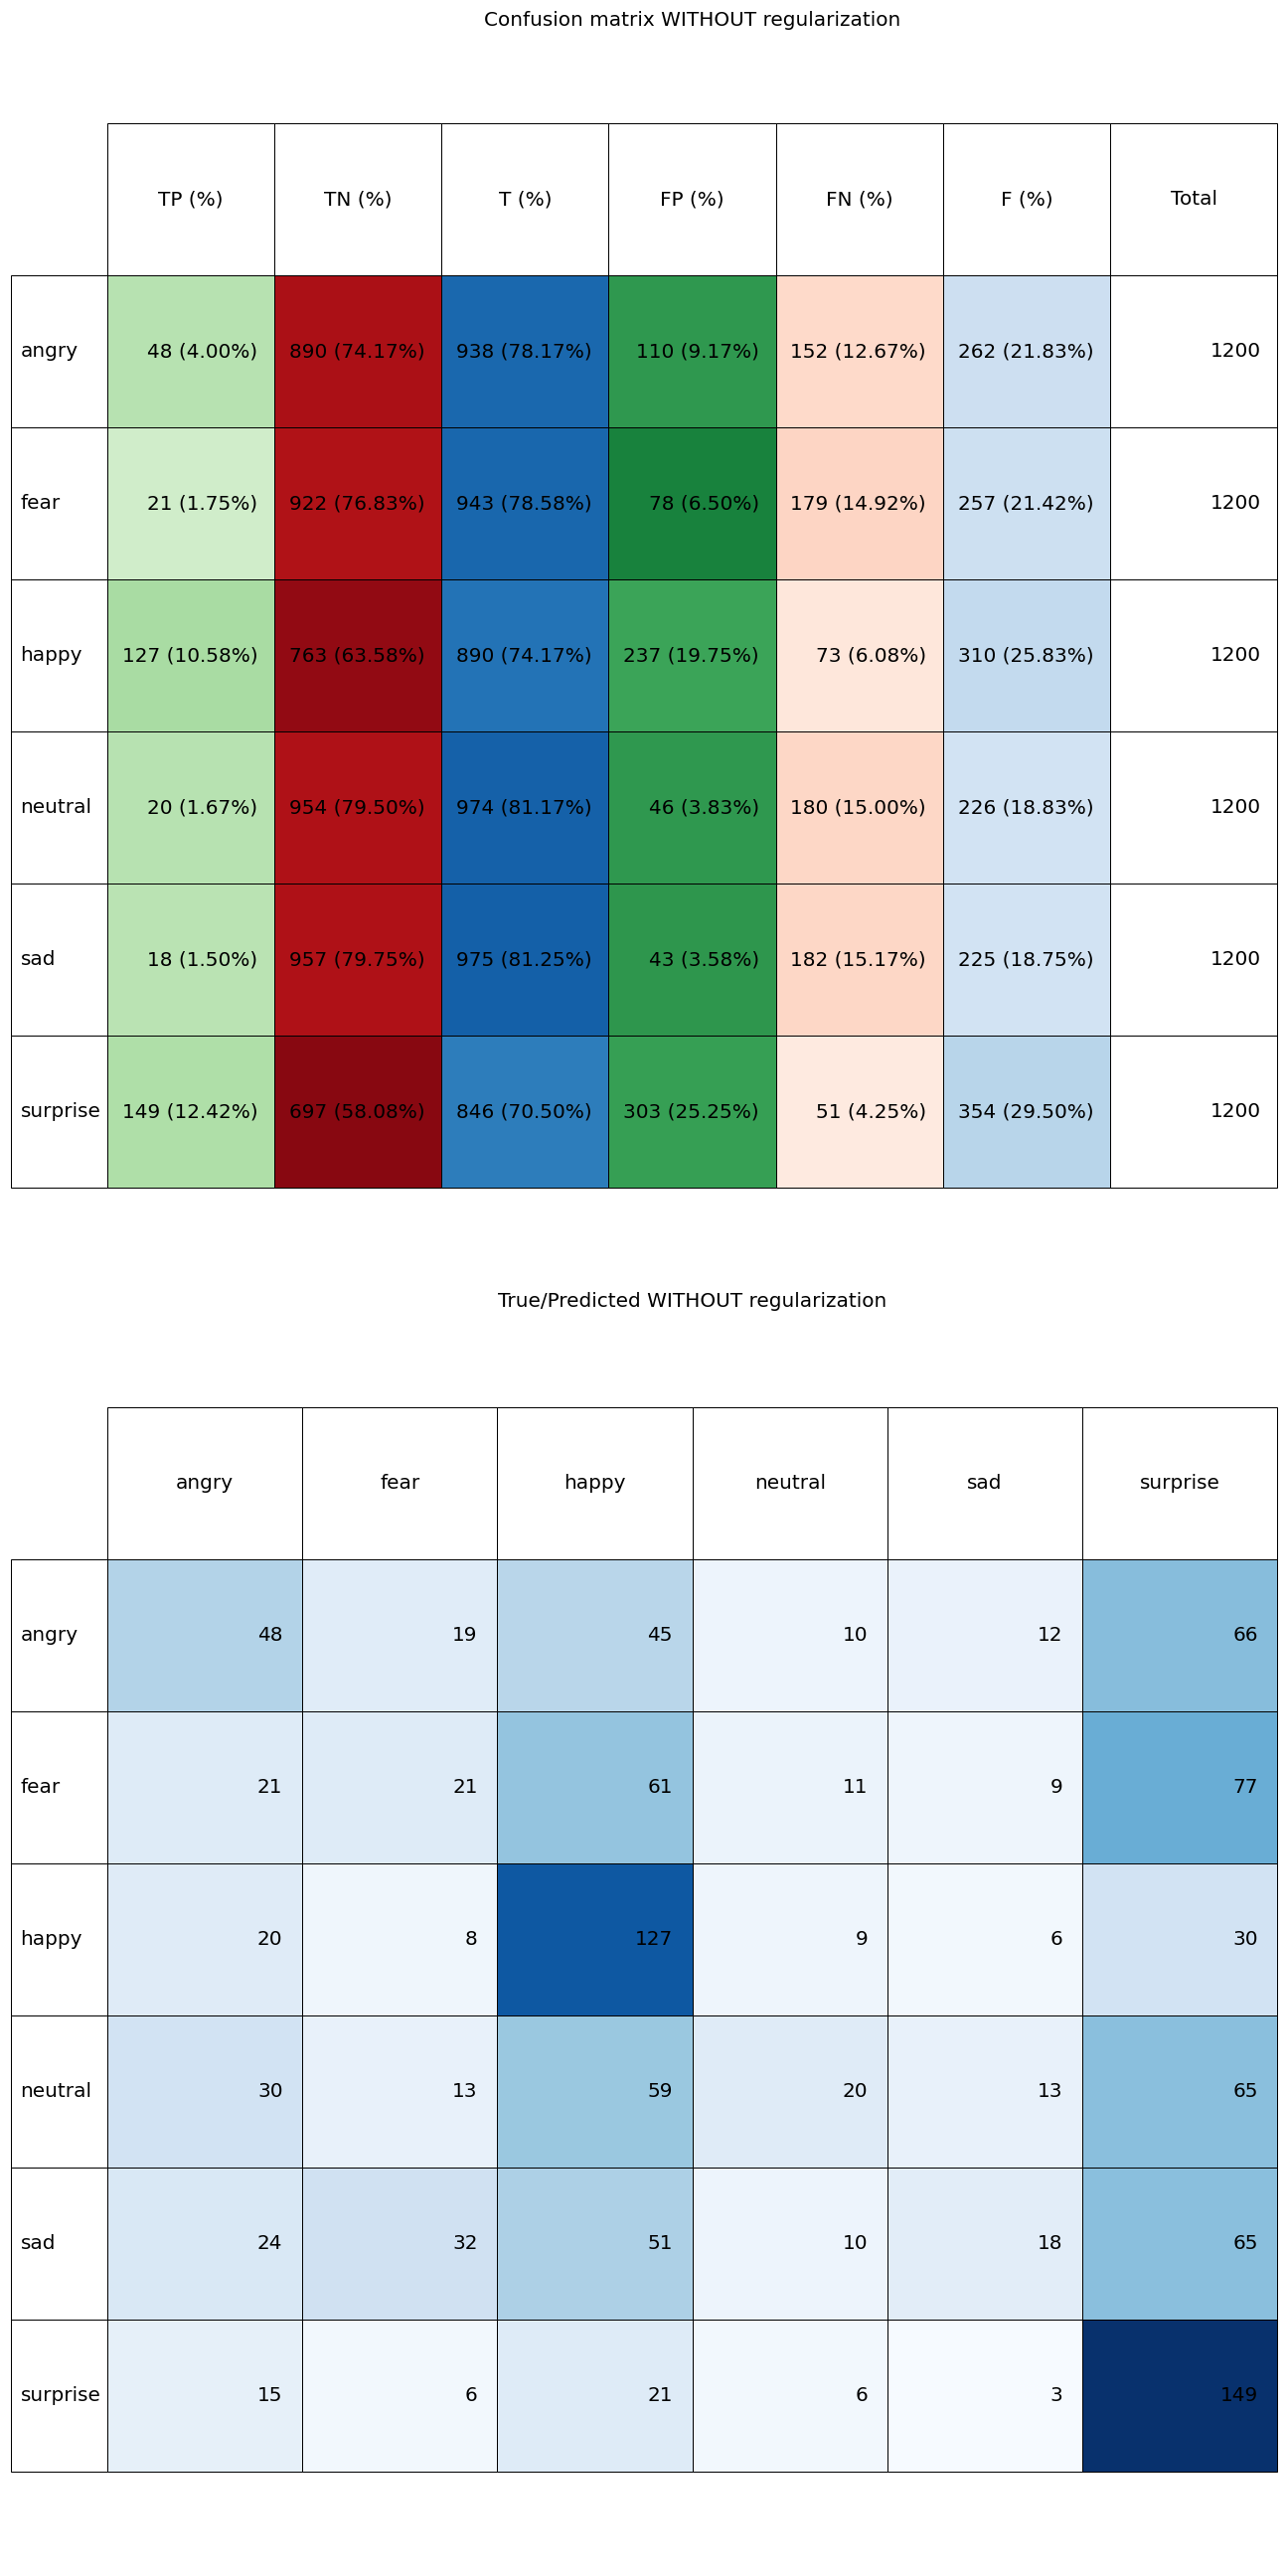 Confusion matrix WITHOUT regularization
TP (%) TN (%) T (%) FP (%) FN (%) F (%) Total
angry 48 (4.00%) 890 (74.17%) 938 (78.17%) 110 (9.17%) 152 (12.67%) 262 (21.83%) 1200
fear 21 (1.75%) 922 (76.83%) 943 (78.58%) 78 (6.50%) 179 (14.92%) 257 (21.42%) 1200
happy 127 (10.58%) 763 (63.58%) 890 (74.17%) 237 (19.75%) 73 (6.08%) 310 (25.83%) 1200
neutral 20 (1.67%) 954 (79.50%) 974 (81.17%) 46 (3.83%) 180 (15.00%) 226 (18.83%) 1200
sad 18 (1.50%) 957 (79.75%) 975 (81.25%) 43 (3.58%) 182 (15.17%) 225 (18.75%) 1200
surprise 149 (12.42%) 697 (58.08%) 846 (70.50%) 303 (25.25%) 51 (4.25%) 354 (29.50%) 1200
True/Predicted WITHOUT regularization
angry fear happy neutral sad surprise
angry 48 19 45 10 12 66
fear 21 21 61 11 9 77
happy 20 8 127 9 6 30
neutral 30 13 59 20 13 65
sad 24 32 51 10 18 65
surprise 15 6 21 6 3 149